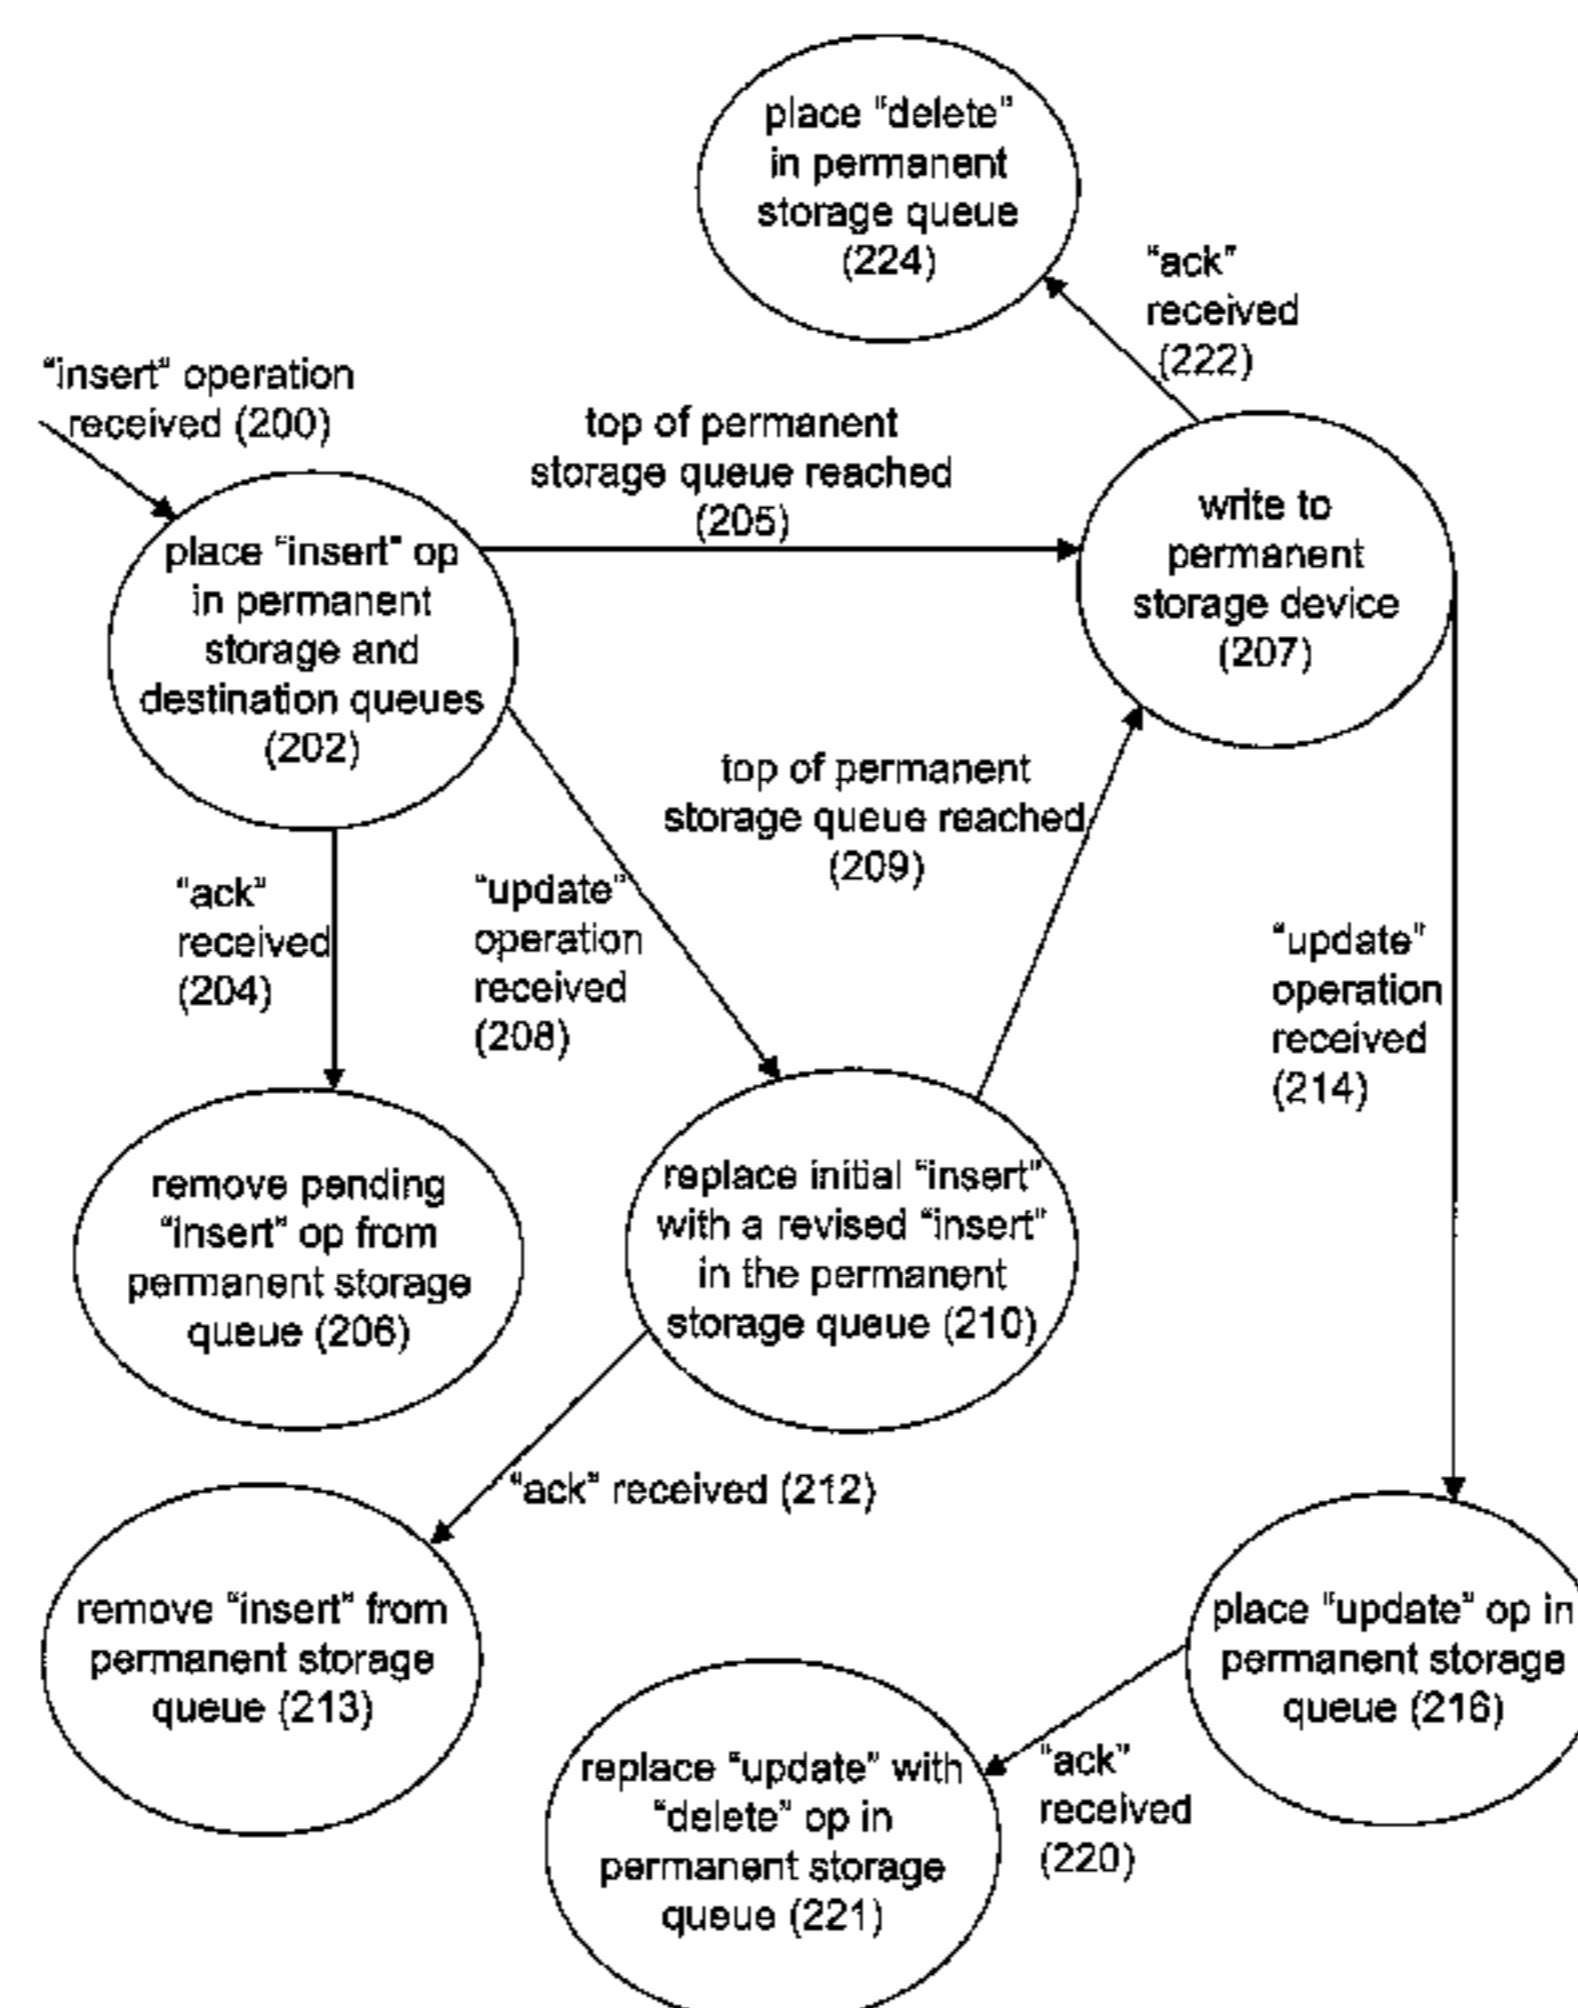 place “delete”
in permanent
storage queue
(224)
“ack”
received
(222)
“insert” operation
received (200)
top of permanent
storage queue reached
(205)
write to
permanent
storage device
(207)
place “insert” op
in permanent
storage and
destination queues
(202)
top of permanent
storage queue reached
(209)
“ack”
received
(204)
“update”
operation
received
(208)
“update”
operation
received
(214)
remove pending
“insert” op from
permanent storage
queue (206)
replace initial “insert”
with a revised “insert”
in the permanent
storage queue (210)
“ack” received (212)
remove “insert” from
permanent storage
queue (213)
place “update” op in
permanent storage
queue (216)
replace “update” with
“delete” op in
permanent storage
queue (221)
“ack”
received
(220)